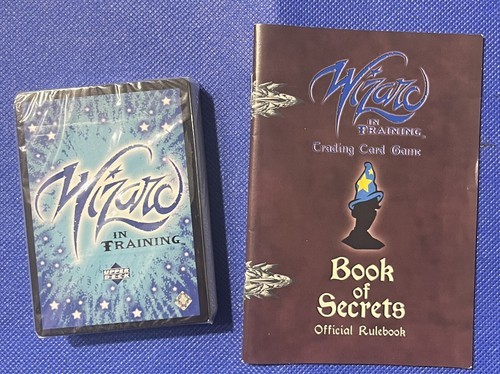 Wizard
IN
TRAINING
UPPER
DECK
Wizard
IN
TRAINING
Trading Card Game
Book
of
Secrets
Official Rulebook